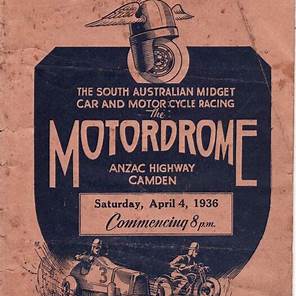 THE SOUTH AUSTRALIAN MIDGET
CAR AND MOTOR CYCLE RACING
The
MOTORDROME
ANZAC HIGHWAY
CAMDEN
Saturday, April 4, 1936
Commencing 8 p.m.
3